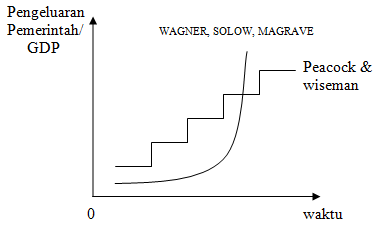 Pengeluaran
Pemerintah/
GDP
WAGNER, SOLOW, MAGRAVE
Peacock &
wiseman
0
waktu